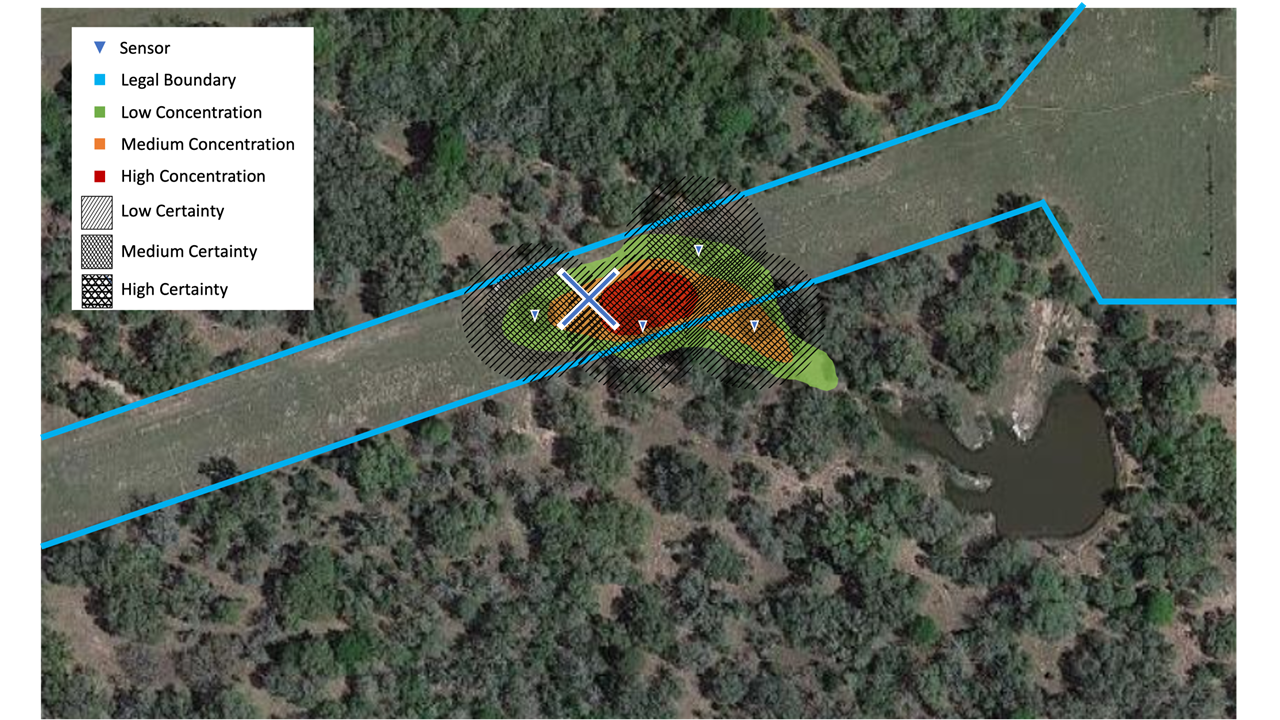 Sensor
Legal Boundary
Low Concentration
Medium Concentration
High Concentration
Low Certainty
Medium Certainty
High Certainty